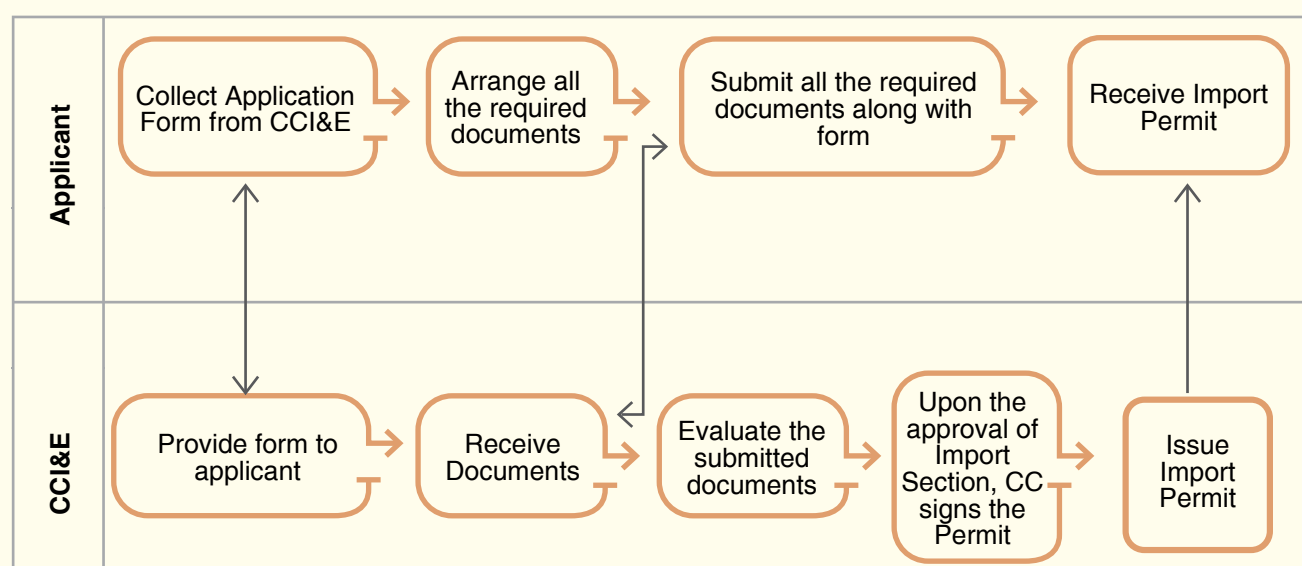 Applicant
Collect Application
Form from CCI&E
Arrange all
the required
documents
Submit all the required
documents along with
form
Receive Import
Permit
CCI&E
Provide form to
applicant
Receive
Documents
Evaluate the
submitted
documents
Upon the
approval of
Import
Section, CC
signs the
Permit
Issue
Import
Permit